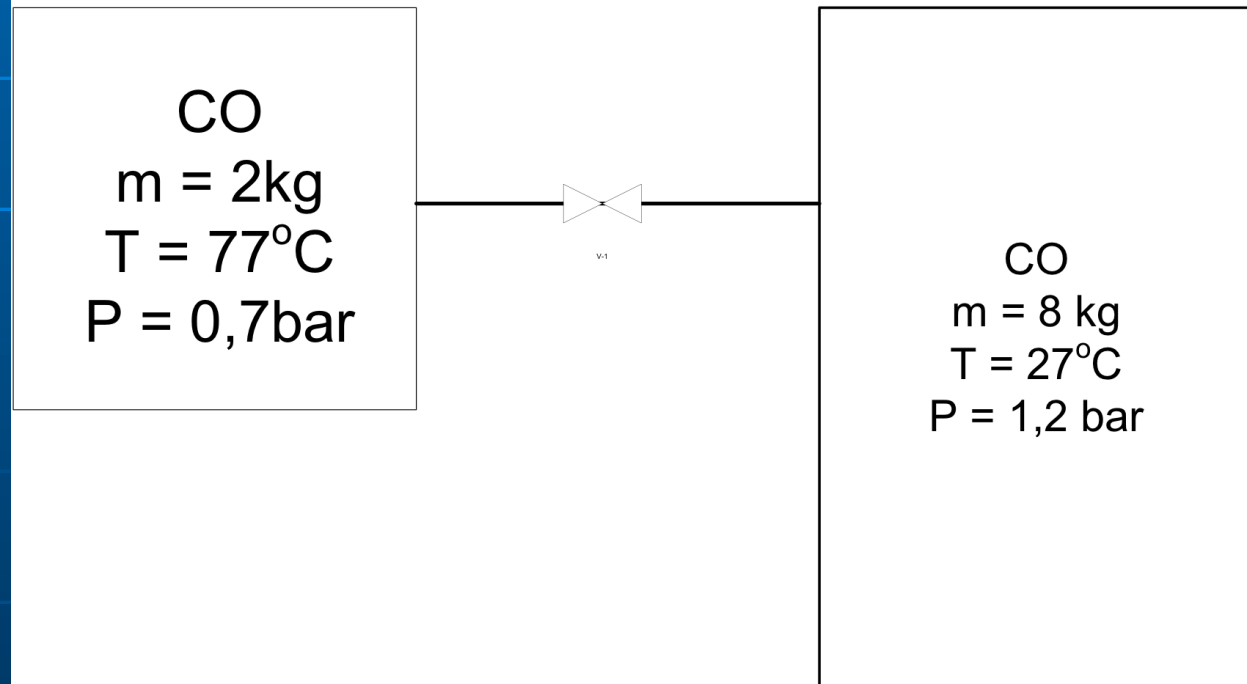 CO
m = 2kg
T = 77°C
P = 0,7bar
V-1
CO
m = 8 kg
T = 27°C
P = 1,2 bar